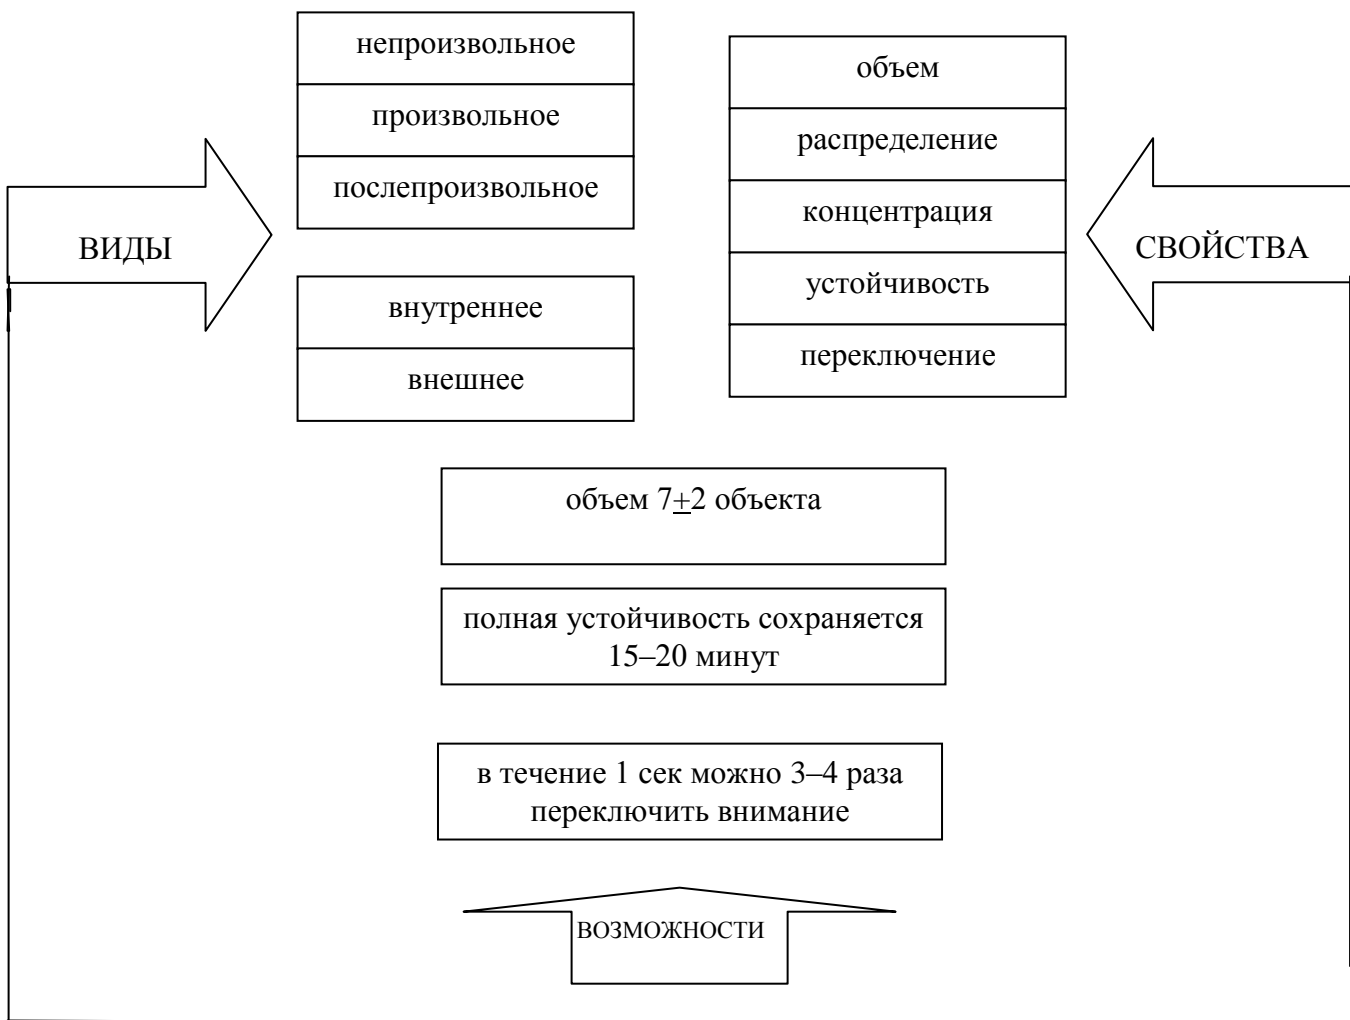 непроизвольное
произвольное
послепроизвольное
ВИДЫ
внутреннее
внешнее
объем
распределение
концентрация
устойчивость
переключение
СВОЙСТВА
объем 7±2 объекта
полная устойчивость сохраняется
15–20 минут
в течение 1 сек можно 3–4 раза
переключить внимание
ВОЗМОЖНОСТИ